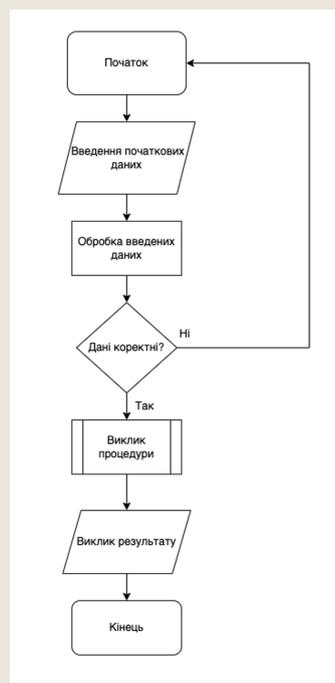 Початок
Введення початкових
даних
Обробка введених
даних
Дані коректні?
Ні
Так
Виклик
процедури
Виклик результату
Кінець